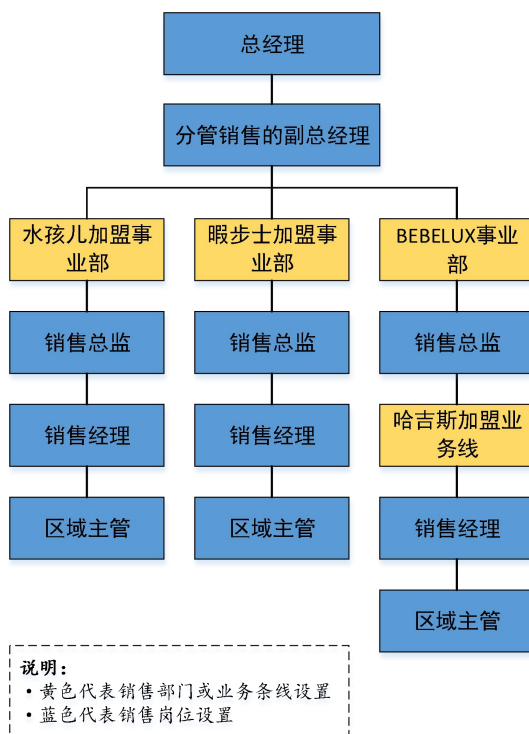 总经理
分管销售的副总经理
水孩儿加盟事
业部
暇步士加盟事
业部
BEBELUX事业
部
销售总监
销售总监
销售总监
销售经理
销售经理
哈吉斯加盟业
务线
区域主管
区域主管
销售经理
区域主管
说明：
• 黄色代表销售部门或业务条线设置
• 蓝色代表销售岗位设置